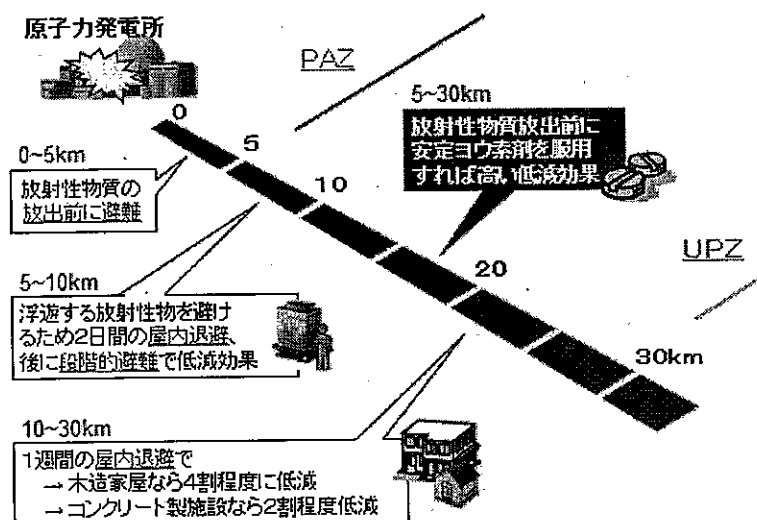 原子力発電所
PAZ
5~30km
放射性物質放出前に
安定ヨウ素剤を服用
すれば高い低減効果
0
5
10
20
30km
UPZ
0~5km
放射性物質の
放出前に避難
5~10km
浮遊する放射性物を避け
るため2日間の屋内退避、
後に段階的避難で低減効果
10~30km
1週間の屋内退避で
→木造家屋なら4割程度に低減
→コンクリート製施設なら2割程度低減